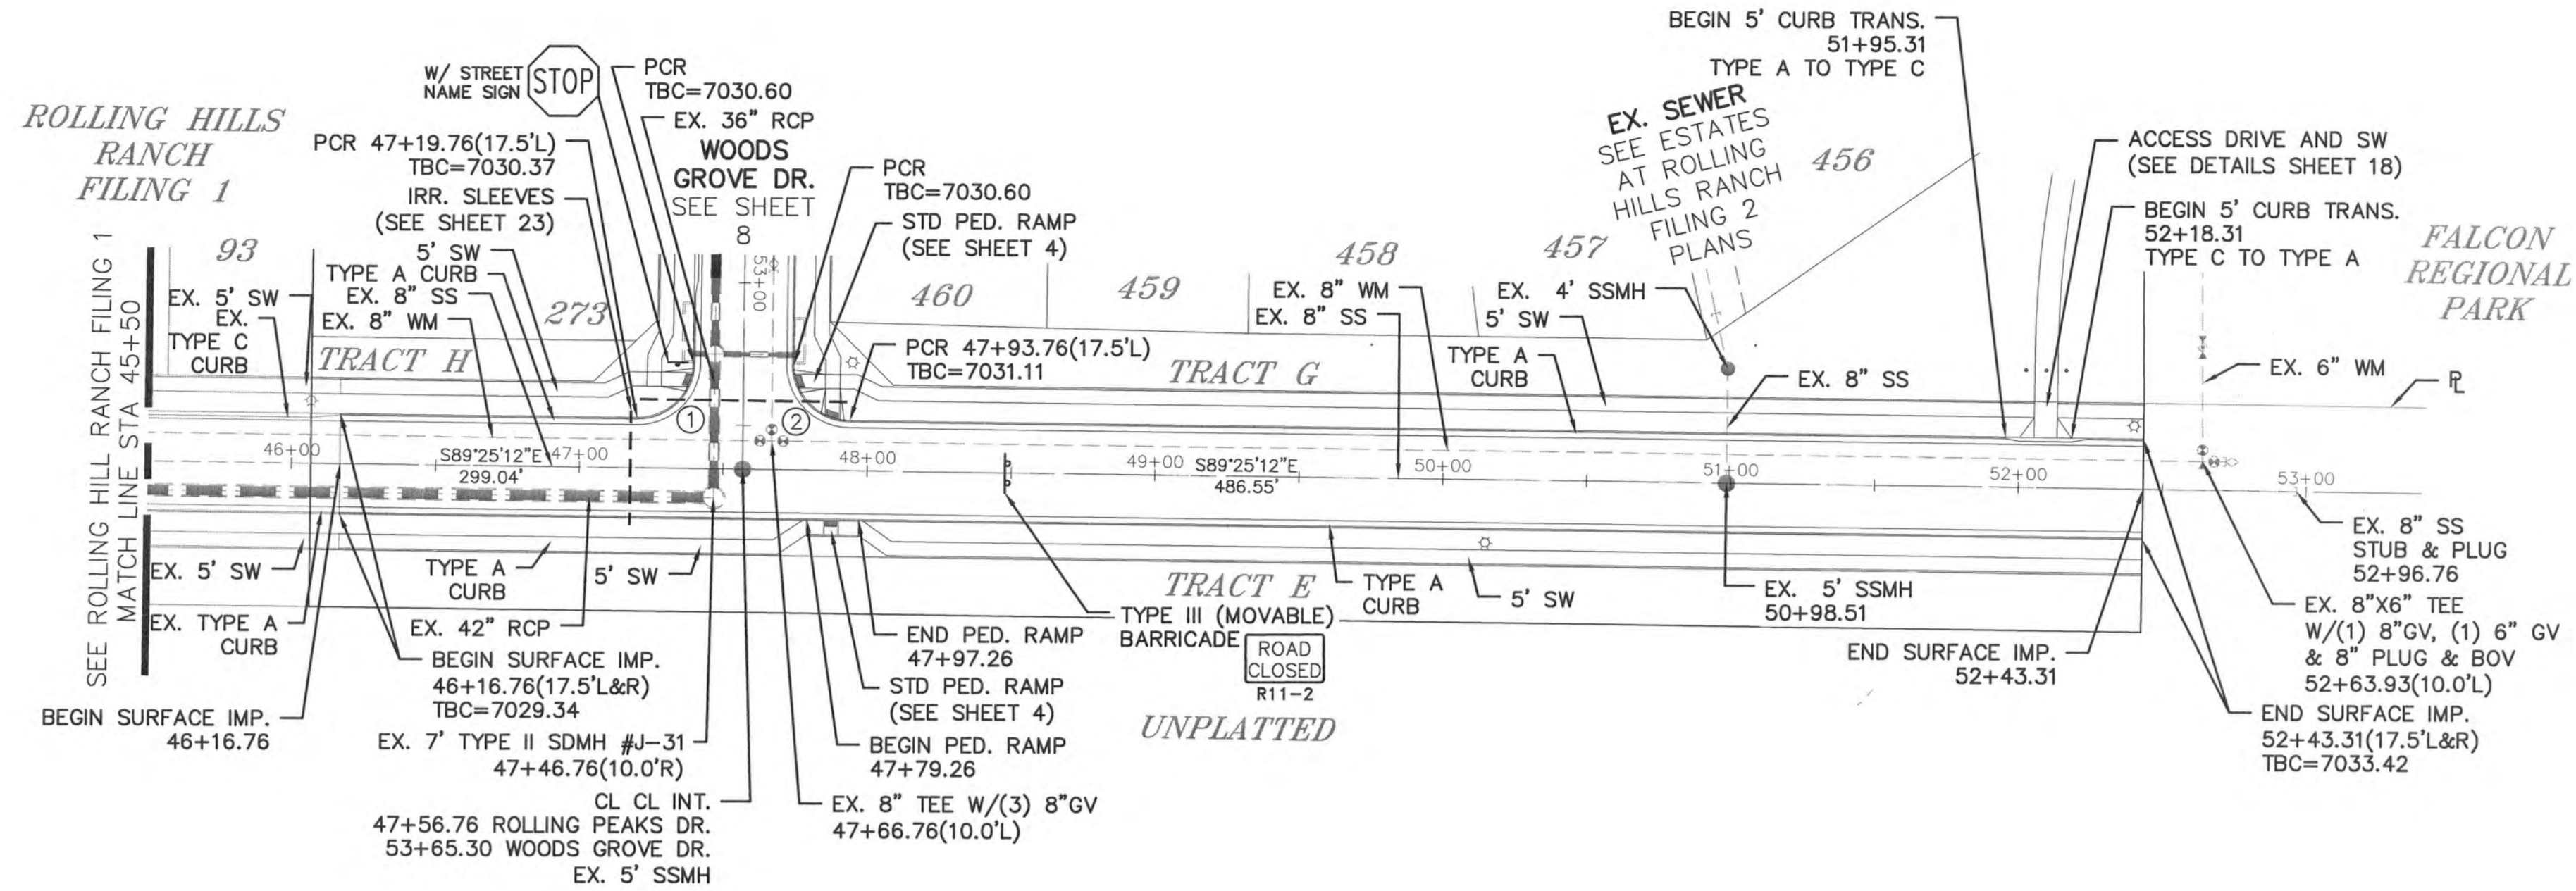 BEGIN 5' CURB TRANS.
51+95.31
TYPE A TO TYPE C
W/ STREET
NAME SIGN
STOP
PCR
TBC=7030.60
EX. 36" RCP
WOODS
GROVE DR.
SEE SHEET
8
ROLLING HILLS
RANCH
FILING 1
PCR 47+19.76(17.5'L)
TBC=7030.37
IRR. SLEEVES
(SEE SHEET 23)
5' SW
TYPE A CURB
EX. 8" SS
EX. 8" WM
PCR
TBC=7030.60
STD PED. RAMP
(SEE SHEET 4)
EX. SEWER
SEE ESTATES
AT ROLLING
HILLS RANCH
FILING 2
PLANS
456
ACCESS DRIVE AND SW
(SEE DETAILS SHEET 18)
BEGIN 5' CURB TRANS.
52+18.31
TYPE C TO TYPE A
FALCON
REGIONAL
PARK
SEE ROLLING HILL RANCH FILING 1
MATCH LINE STA 45+50
93
EX. 5' SW
EX.
TYPE C
CURB
273
53+00
460
459
458
457
EX. 8" WM
EX. 8" SS
EX. 4' SSMH
5' SW
TRACT H
PCR 47+93.76(17.5'L)
TBC=7031.11
TRACT G
TYPE A
CURB
EX. 8" SS
EX. 6" WM
PL
1
2
46+00
S89°25'12"E
299.04'
47+00
48+00
49+00
S89°25'12"E
486.55'
50+00
51+00
52+00
53+00
EX. 5' SW
TYPE A
CURB
5' SW
EX. TYPE A
CURB
EX. 42" RCP
BEGIN SURFACE IMP.
46+16.76(17.5'L&R)
TBC=7029.34
BEGIN SURFACE IMP.
46+16.76
EX. 7' TYPE II SDMH #J-31
47+46.76(10.0'R)
CL CL INT.
47+56.76 ROLLING PEAKS DR.
53+65.30 WOODS GROVE DR.
EX. 5' SSMH
END PED. RAMP
47+97.26
STD PED. RAMP
(SEE SHEET 4)
BEGIN PED. RAMP
47+79.26
EX. 8" TEE W/(3) 8"GV
47+66.76(10.0'L)
TRACT E
TYPE III (MOVABLE)
BARRICADE
ROAD
CLOSED
R11-2
UNPLATTED
TYPE A
CURB
5' SW
EX. 5' SSMH
50+98.51
END SURFACE IMP.
52+43.31
EX. 8" SS
STUB & PLUG
52+96.76
EX. 8"X6" TEE
W/(1) 8"GV, (1) 6" GV
& 8" PLUG & BOV
52+63.93(10.0'L)
END SURFACE IMP.
52+43.31(17.5'L&R)
TBC=7033.42